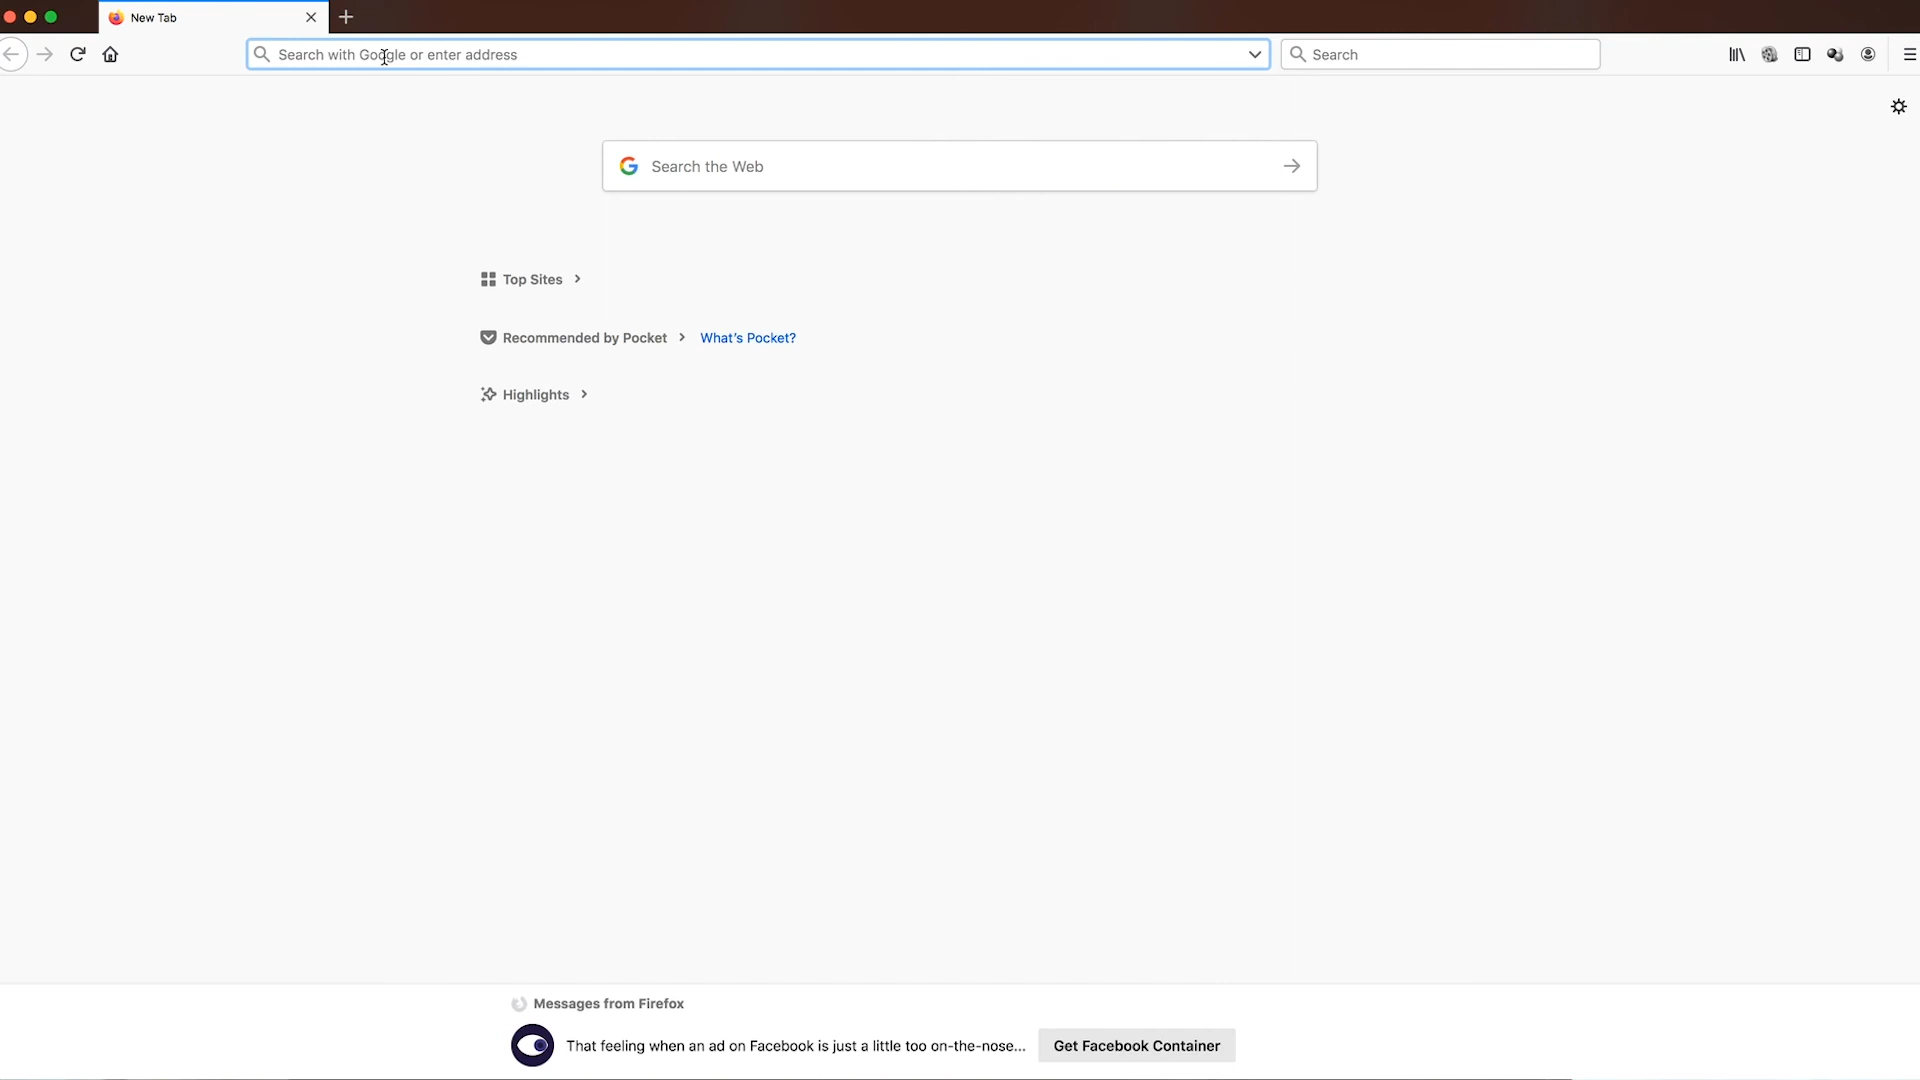 New Tab
Search with Google or enter address
Search
Search the Web
Top Sites
Recommended by Pocket What's Pocket?
Highlights
Messages from Firefox
That feeling when an ad on Facebook is just a little too on-the-nose... Get Facebook Container